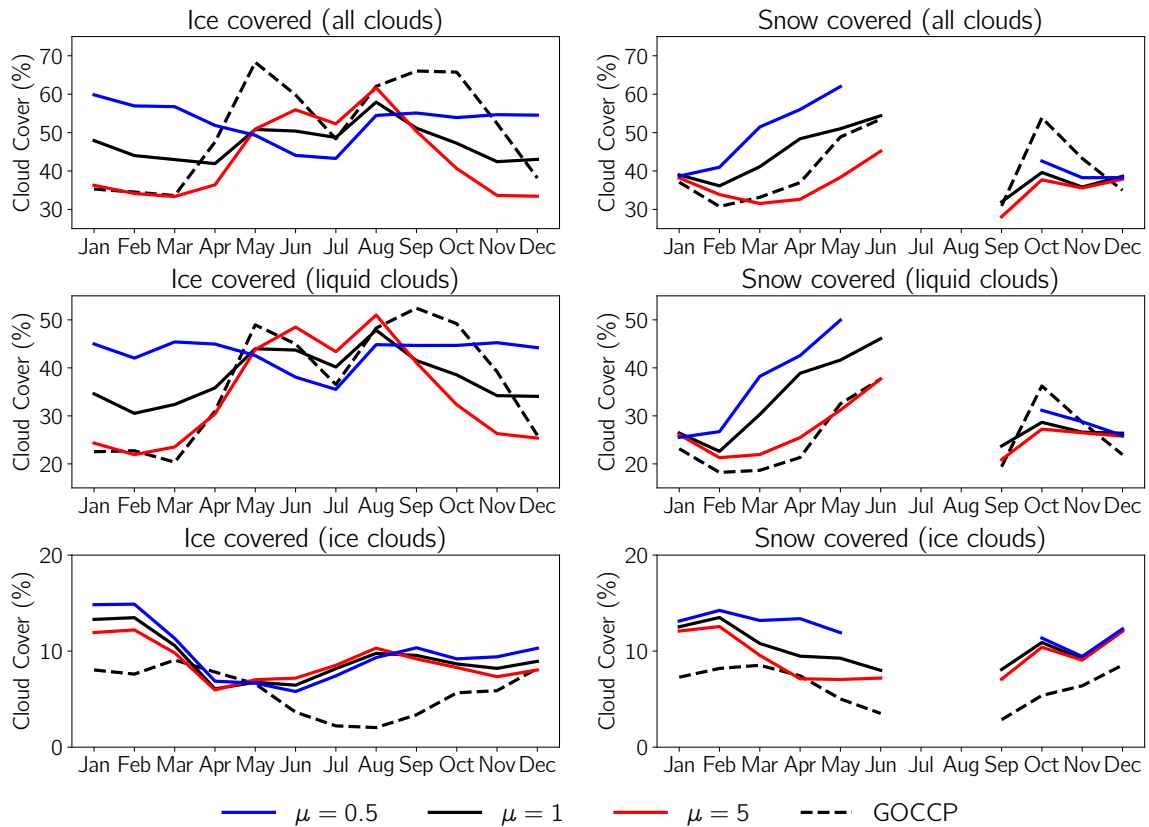 Ice covered (all clouds)
Cloud Cover (%)
70
60
50
40
30
Jan Feb Mar Apr May Jun Jul Aug Sep Oct Nov Dec
Snow covered (all clouds)
Cloud Cover (%)
70
60
50
40
30
Jan Feb Mar Apr May Jun Jul Aug Sep Oct Nov Dec
Ice covered (liquid clouds)
Cloud Cover (%)
50
40
30
20
Jan Feb Mar Apr May Jun Jul Aug Sep Oct Nov Dec
Snow covered (liquid clouds)
Cloud Cover (%)
50
40
30
20
Jan Feb Mar Apr May Jun Jul Aug Sep Oct Nov Dec
Ice covered (ice clouds)
Cloud Cover (%)
20
10
0
Jan Feb Mar Apr May Jun Jul Aug Sep Oct Nov Dec
Snow covered (ice clouds)
Cloud Cover (%)
20
10
0
Jan Feb Mar Apr May Jun Jul Aug Sep Oct Nov Dec
μ = 0.5 μ = 1 μ = 5 GOCCP